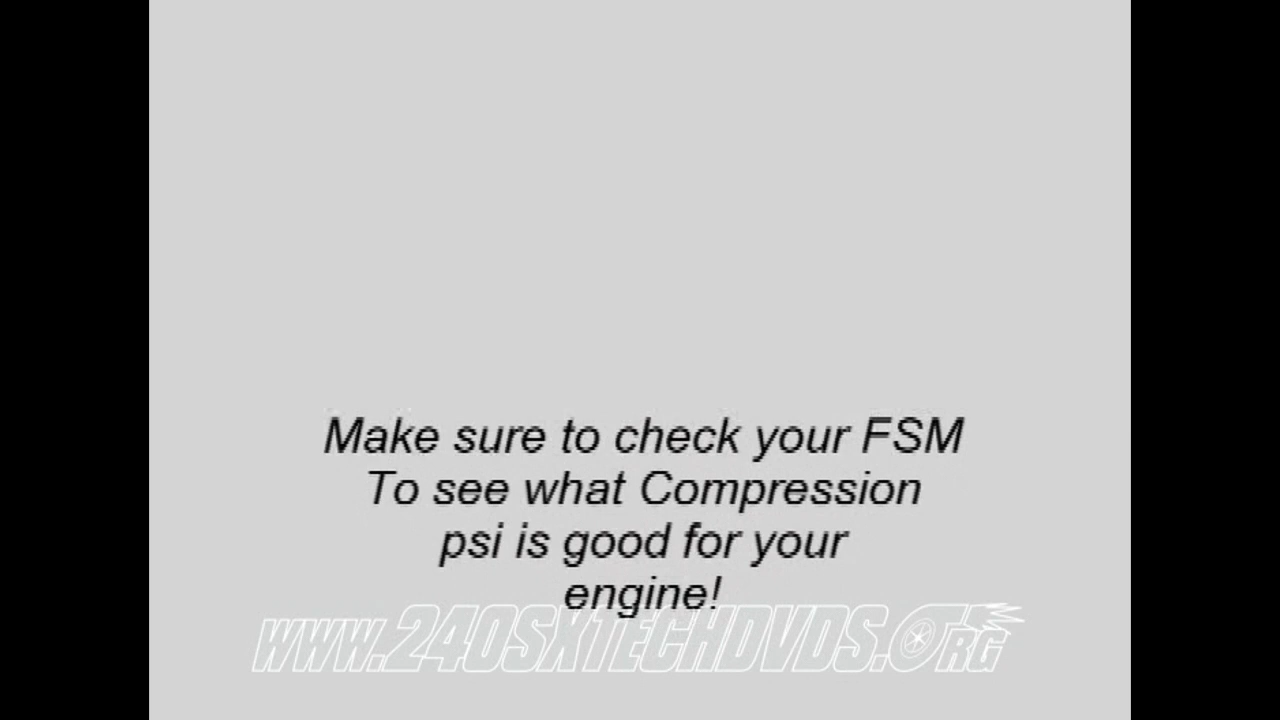 Make sure to check your FSM
To see what Compression
psi is good for your
engine!
WWW.240SXTECHDVDS.ORG